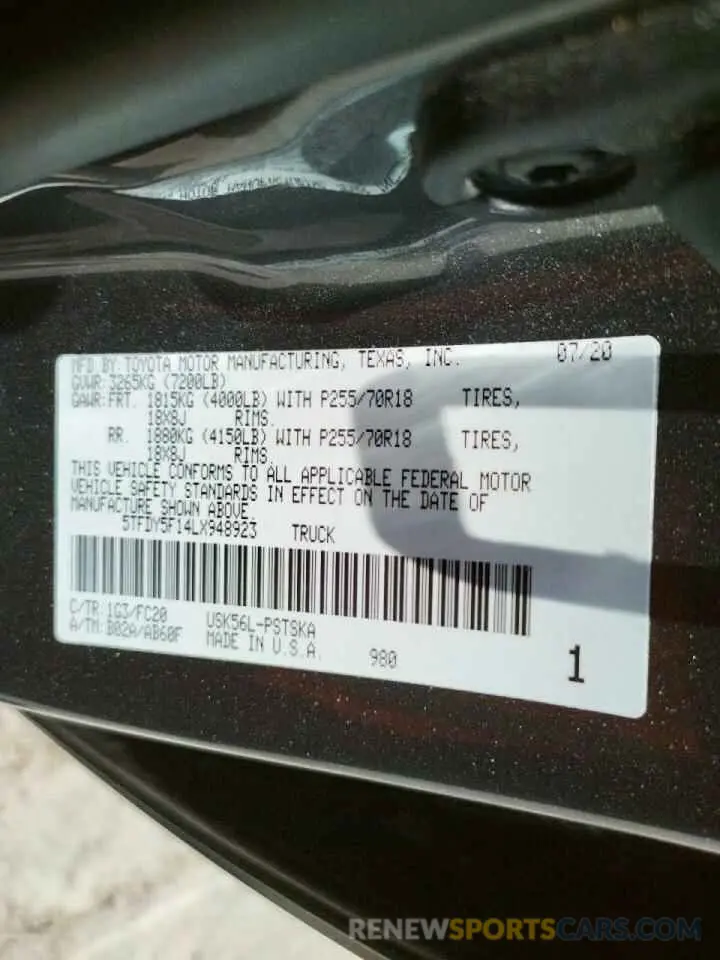 MFD BY: TOYOTA MOTOR MANUFACTURING, TEXAS, INC. 07/20
GVWR: 3265KG (7200LB)
GAWR: FRT. 1815KG (4000LB) WITH P255/70R18 TIRES,
18X8J RIMS.
RR. 1880KG (4150LB) WITH P255/70R18 TIRES,
18X8J RIMS.
THIS VEHICLE CONFORMS TO ALL APPLICABLE FEDERAL MOTOR
VEHICLE SAFETY STANDARDS IN EFFECT ON THE DATE OF
MANUFACTURE SHOWN ABOVE.
5TFDY5F14LX948923 TRUCK
C/TR: 1G3/FC20 USK56L-PSTSKA
A/TM: B02A/AB60F MADE IN U.S.A. 980 1
RENEWSPORTSCARS.COM